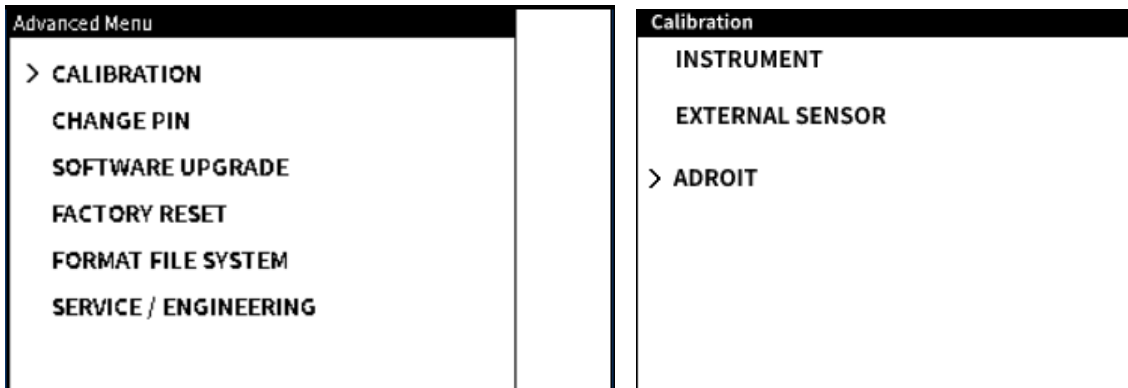 Advanced Menu
> CALIBRATION
CHANGE PIN
SOFTWARE UPGRADE
FACTORY RESET
FORMAT FILE SYSTEM
SERVICE / ENGINEERING
Calibration
INSTRUMENT
EXTERNAL SENSOR
> ADROIT